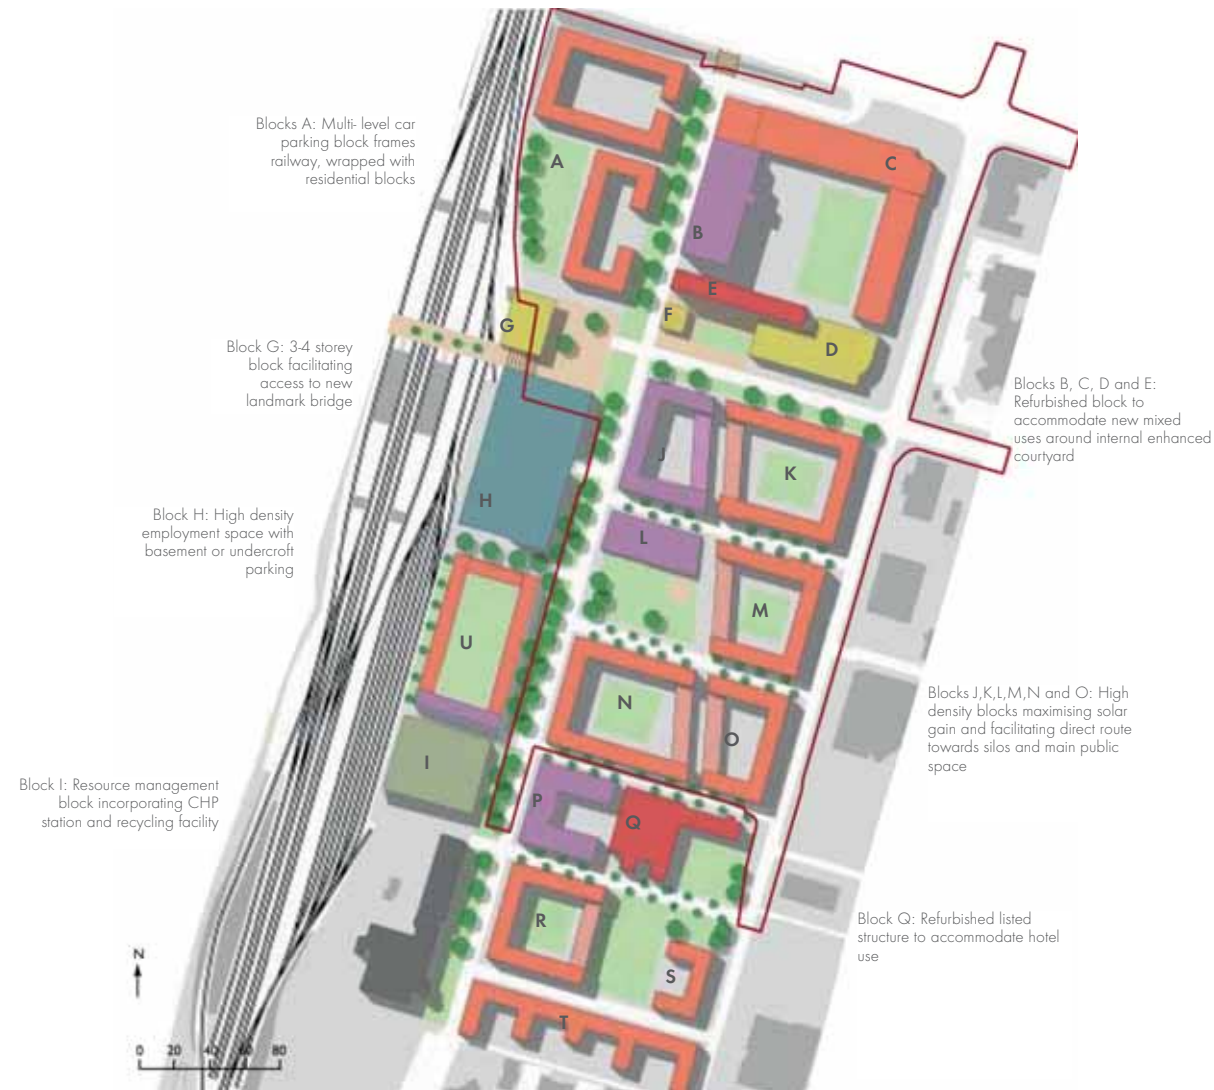 Blocks A: Multi- level car
parking block frames
railway, wrapped with
residential blocks
A
C
B
E
F
G
D
Block G: 3-4 storey
block facilitating
access to new
landmark bridge
Blocks B, C, D and E:
Refurbished block to
accommodate new mixed
uses around internal enhanced
courtyard
J
K
H
L
Block H: High density
employment space with
basement or undercroft
parking
M
U
N
O
Blocks J,K,L,M,N and O: High
density blocks maximising solar
gain and facilitating direct route
towards silos and main public
space
I
Block I: Resource management
block incorporating CHP
station and recycling facility
P
Q
R
Block Q: Refurbished listed
structure to accommodate hotel
use
S
T
N
0 20 40 60 80